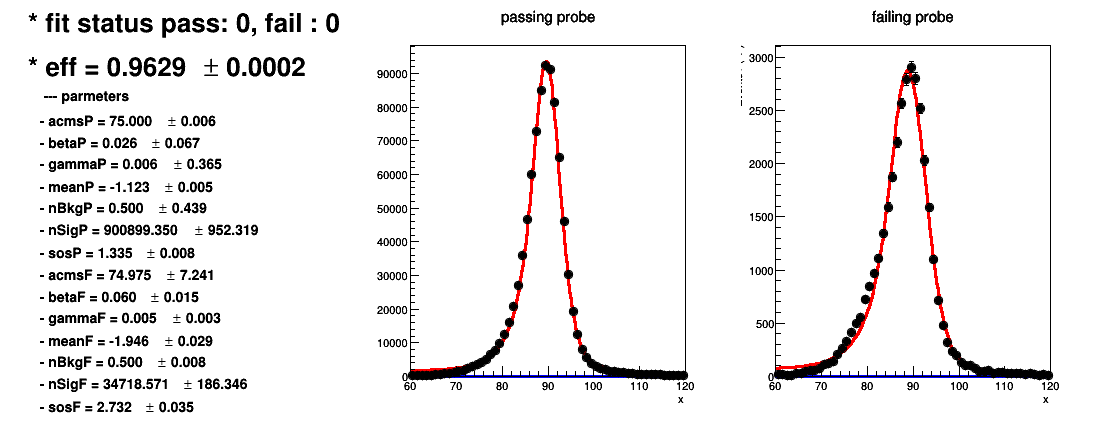 * fit status pass: 0, fail : 0
* eff = 0.9629 ± 0.0002
--- parmeters
- acmsP = 75.000 ± 0.006
- betaP = 0.026 ± 0.067
- gammaP = 0.006 ± 0.365
- meanP = -1.123 ± 0.005
- nBkgP = 0.500 ± 0.439
- nSigP = 900899.350 ± 952.319
- sosP = 1.335 ± 0.008
- acmsF = 74.975 ± 7.241
- betaF = 0.060 ± 0.015
- gammaF = 0.005 ± 0.003
- meanF = -1.946 ± 0.029
- nBkgF = 0.500 ± 0.008
- nSigF = 34718.571 ± 186.346
- sosF = 2.732 ± 0.035
passing probe
90000
80000
70000
60000
50000
40000
30000
20000
10000
0
60 70 80 90 100 110 120
x
failing probe
3000
2500
2000
1500
1000
500
0
60 70 80 90 100 110 120
x